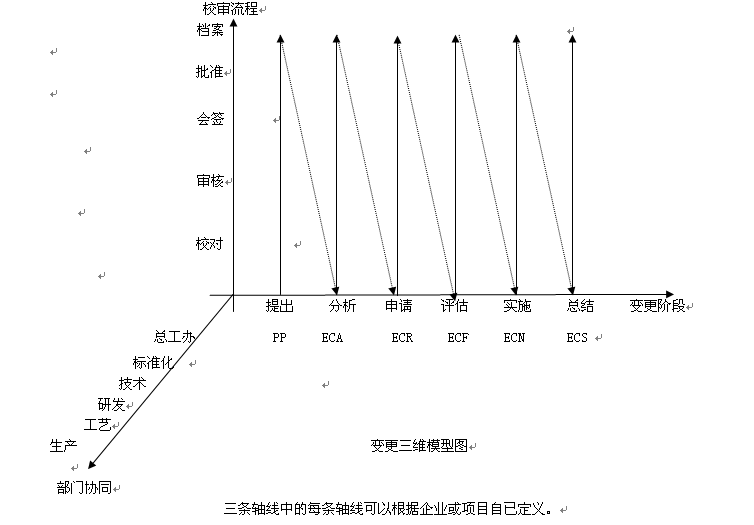 校审流程
档案
批准
会签
审核
校对
提出 分析 申请 评估 实施 总结 变更阶段
PP ECA ECR ECF ECN ECS
总工办
标准化
技术
研发
工艺
生产
部门协同
变更三维模型图
三条轴线中的每条轴线可以根据企业或项目自已定义。